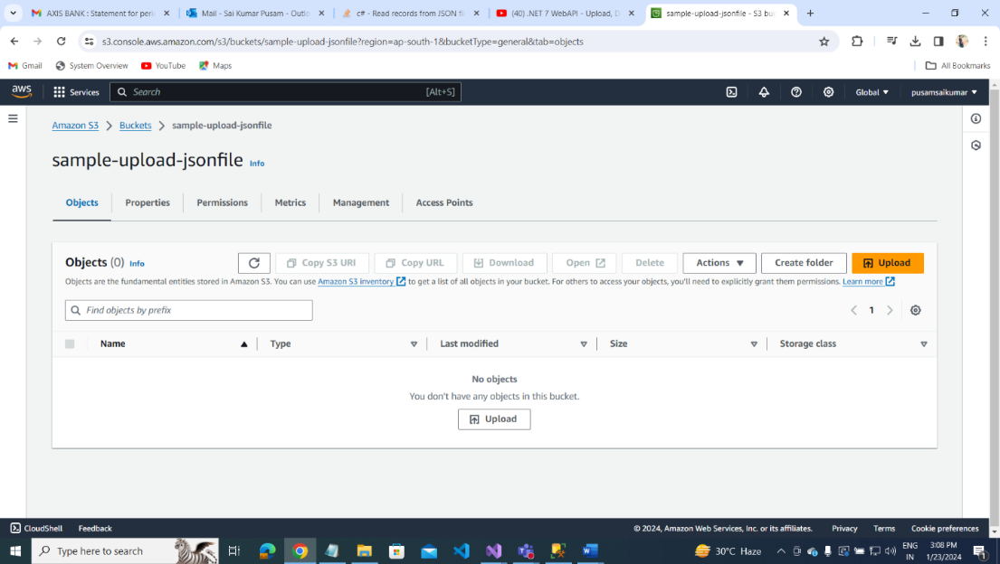 AXIS BANK : Statement for peri
Mail - Sai Kumar Pusam - Outlo
c# - Read records from JSON fi
(40) .NET 7 WebAPI - Upload, D
sample-upload-jsonfile - S3 buc
s3.console.aws.amazon.com/s3/buckets/sample-upload-jsonfile?region=ap-south-1&bucketType=general&tab=objects
Gmail System Overview YouTube Maps All Bookmarks
aws Services Search [Alt+S] Global ▼ pusamsaikumar ▼
Amazon S3 > Buckets > sample-upload-jsonfile
sample-upload-jsonfile Info
Objects Properties Permissions Metrics Management Access Points
Objects (0) Info Copy S3 URI Copy URL Download Open Delete Actions ▼ Create folder Upload
Objects are the fundamental entities stored in Amazon S3. You can use Amazon S3 inventory to get a list of all objects in your bucket. For others to access your objects, you'll need to explicitly grant them permissions. Learn more
Find objects by prefix < 1 >
Name Type Last modified Size Storage class
No objects
You don't have any objects in this bucket.
Upload
CloudShell Feedback © 2024, Amazon Web Services, Inc. or its affiliates. Privacy Terms Cookie preferences
Type here to search 30°C Haze ENG IN 3:08 PM 1/23/2024 1